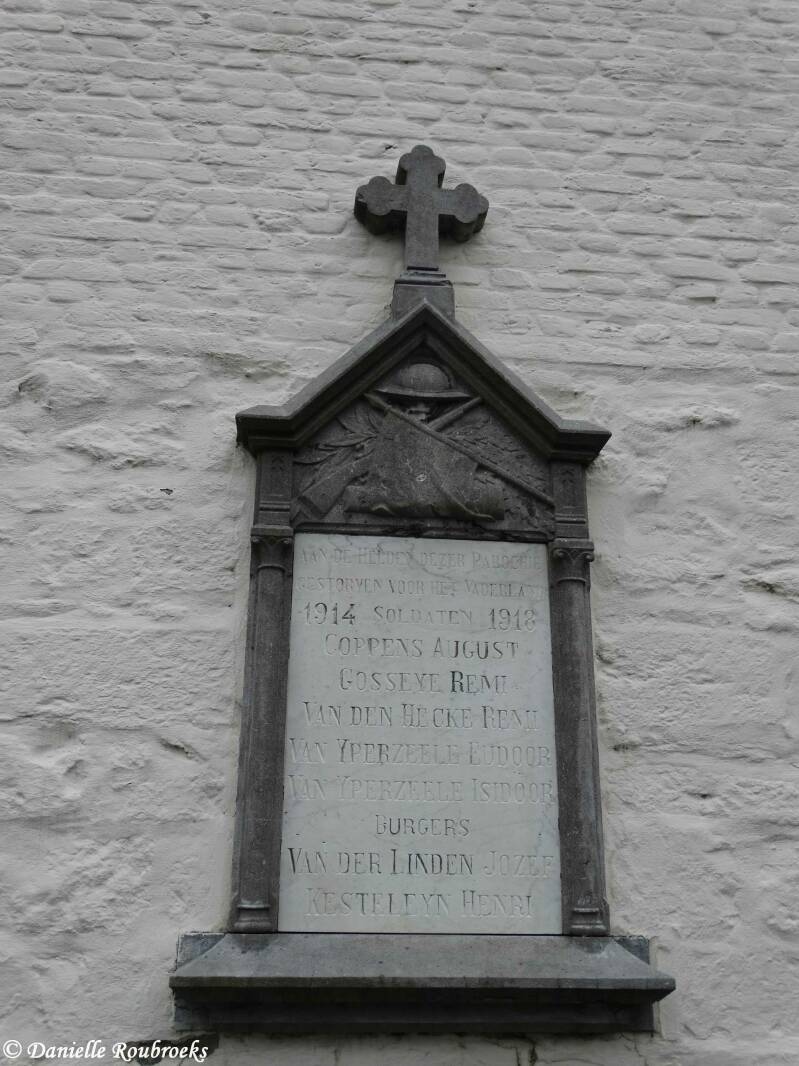 AAN DE HELDEN DEZER PAROCHIE
GESTORVEN VOOR HET VADERLAND
1914 SOLDATEN 1918
COPPENS AUGUST
GOSSEYE REMI
VAN DEN HECKE REMI
VAN YPERZEELE EUDOOR
VAN YPERZEELE ISIDOOR
BURGERS
VAN DER LINDEN JOZEF
KESTELEYN HENRI
© Danielle Roubroeks